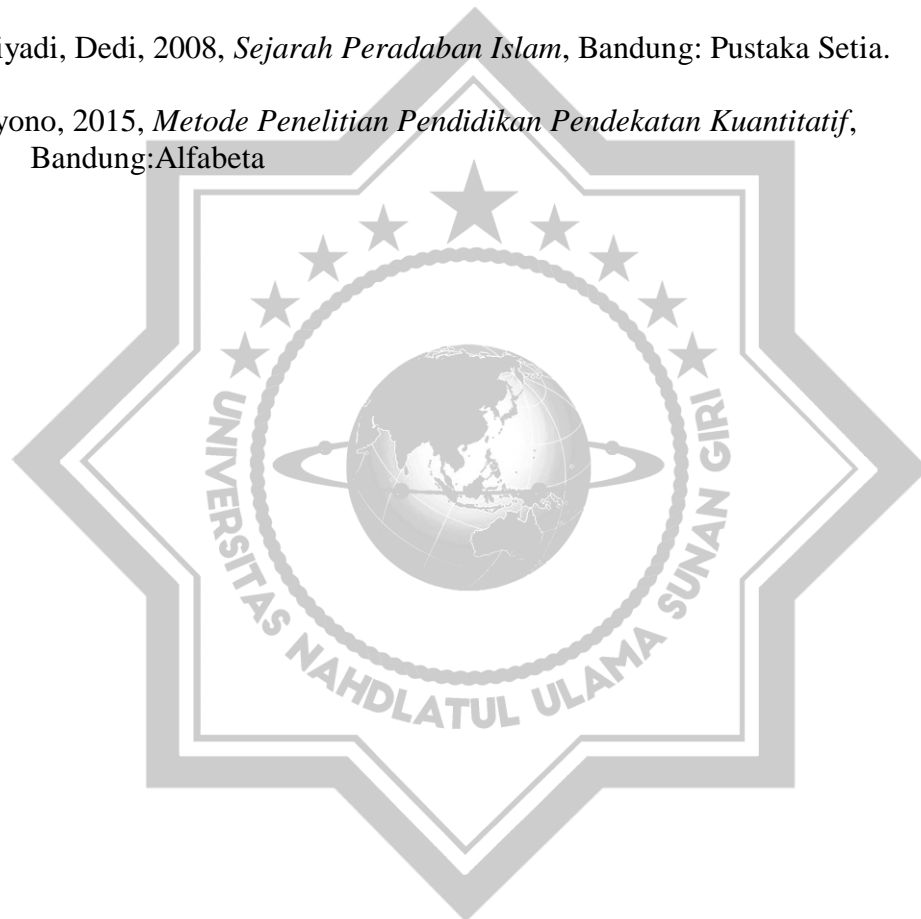 iyadi, Dedi, 2008, Sejarah Peradaban Islam, Bandung: Pustaka Setia.
yono, 2015, Metode Penelitian Pendidikan Pendekatan Kuantitatif,
Bandung:Alfabeta
UNIVERSITAS NAHDLATUL ULAMA SUNAN GIRI